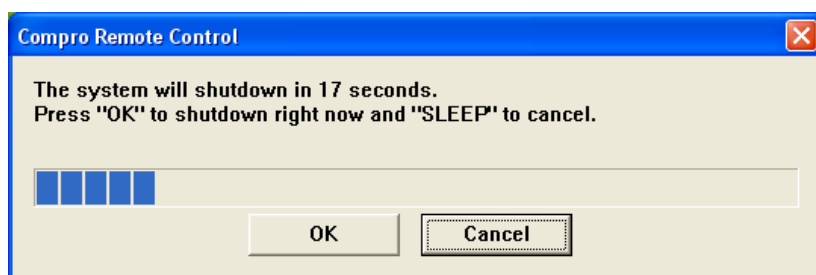 Compro Remote Control
The system will shutdown in 17 seconds.
Press "OK" to shutdown right now and "SLEEP" to cancel.
OK
Cancel